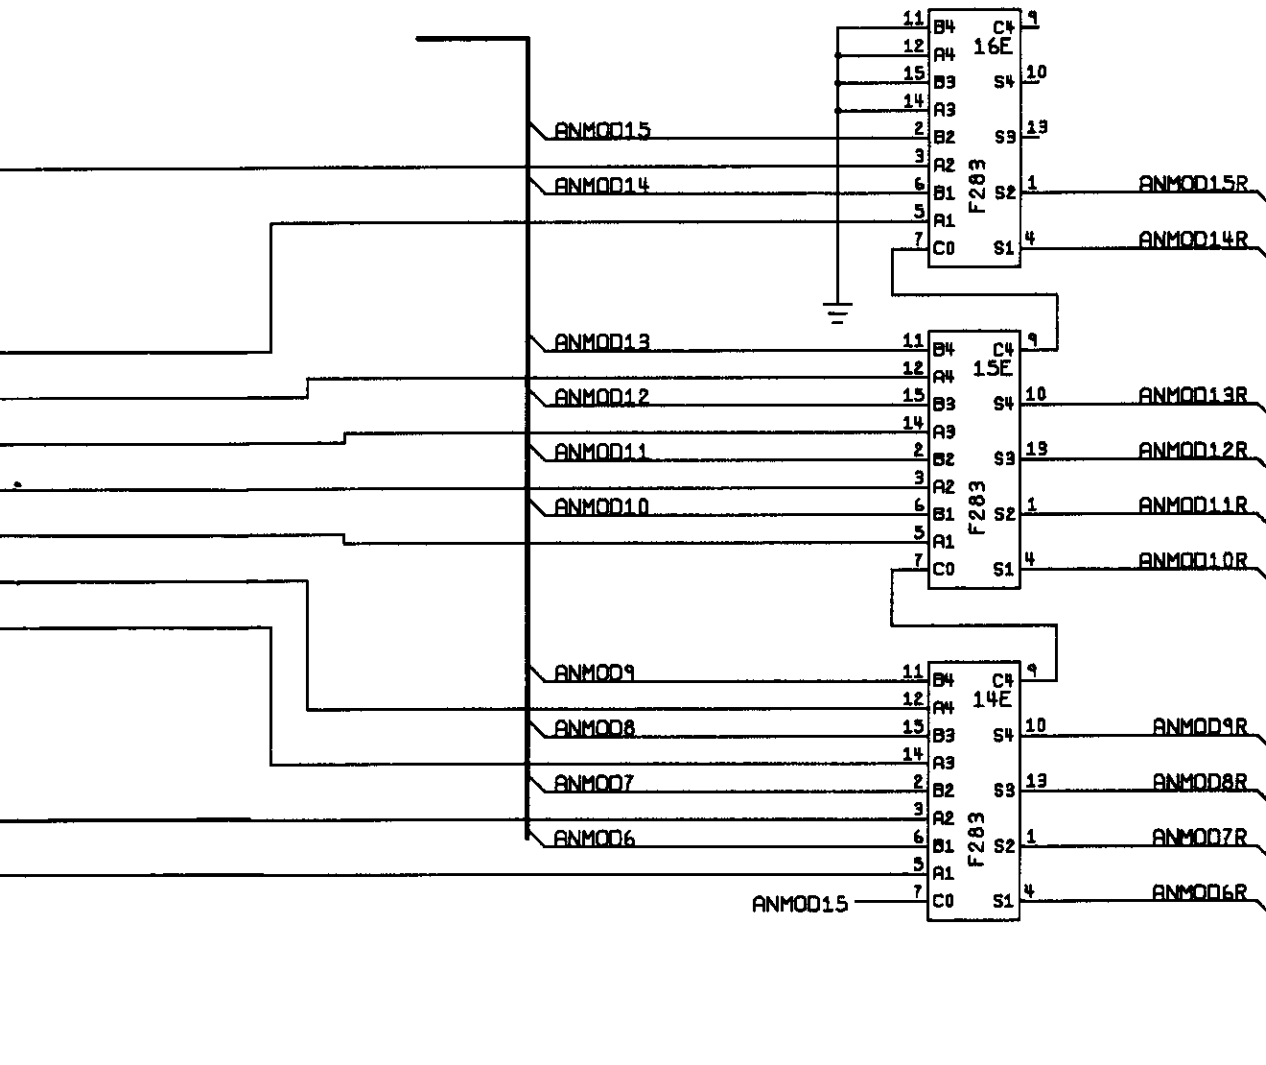 11 B4 C4 9
16E
12 A4
15 B3 S4 10
14 A3
ANMOD15 2 B2 S3 13
3 A2
ANMOD14 6 B1 F283 S2 1 ANMOD15R
5 A1
7 C0 S1 4 ANMOD14R
ANMOD13 11 B4 C4 9
15E
12 A4
ANMOD12 15 B3 S4 10 ANMOD13R
14 A3
ANMOD11 2 B2 S3 13 ANMOD12R
3 A2
ANMOD10 6 B1 F283 S2 1 ANMOD11R
5 A1
7 C0 S1 4 ANMOD10R
ANMOD9 11 B4 C4 9
14E
12 A4
ANMOD8 15 B3 S4 10 ANMOD9R
14 A3
ANMOD7 2 B2 S3 13 ANMOD8R
3 A2
ANMOD6 6 B1 F283 S2 1 ANMOD7R
5 A1
ANMOD15 7 C0 S1 4 ANMOD6R